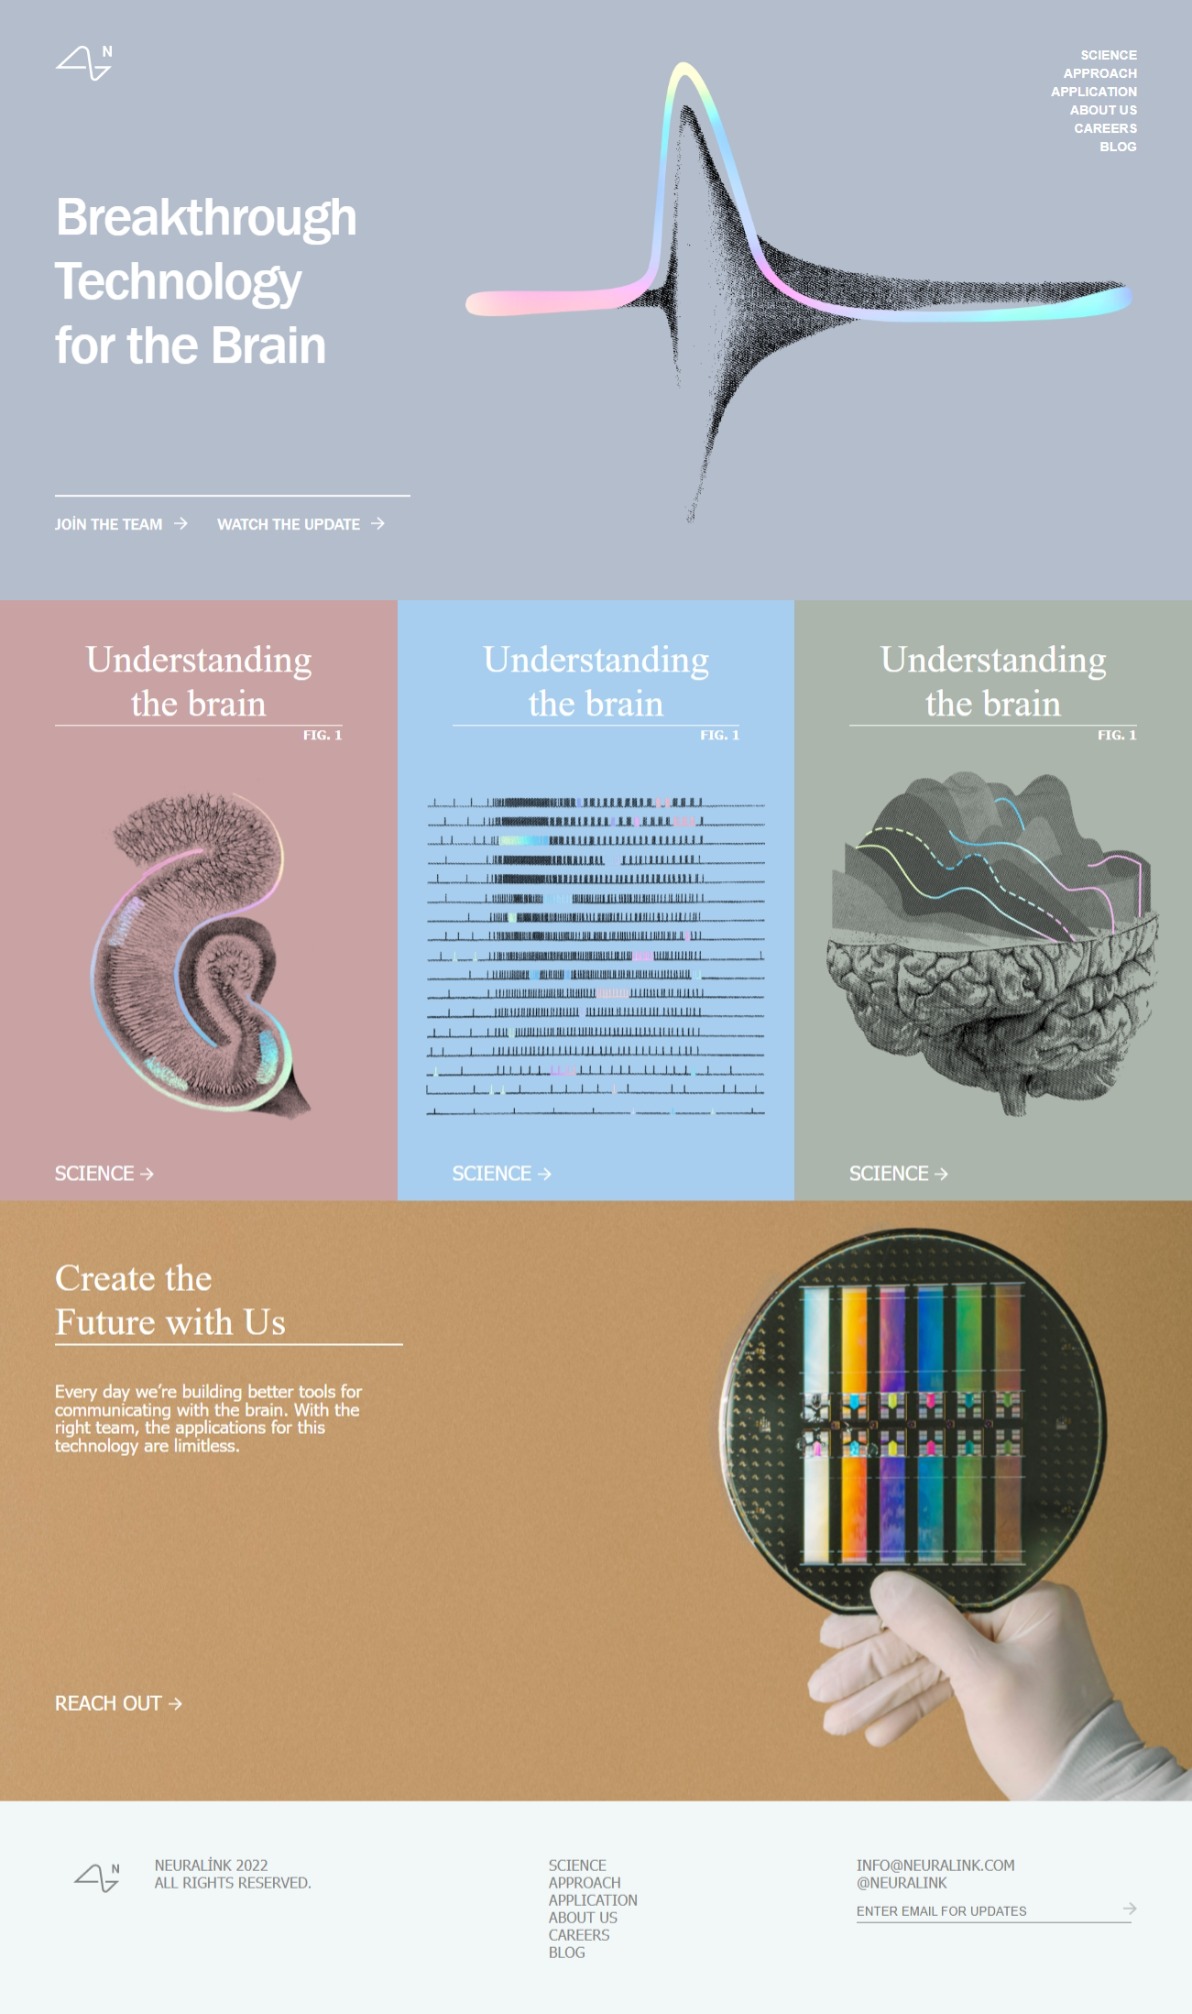 N
SCIENCE
APPROACH
APPLICATION
ABOUT US
CAREERS
BLOG
Breakthrough
Technology
for the Brain
JOİN THE TEAM →
WATCH THE UPDATE →
Understanding
the brain
FIG. 1
SCIENCE →
Understanding
the brain
FIG. 1
SCIENCE →
Understanding
the brain
FIG. 1
SCIENCE →
Create the
Future with Us
Every day we’re building better tools for
communicating with the brain. With the
right team, the applications for this
technology are limitless.
REACH OUT →
N
NEURALİNK 2022
ALL RIGHTS RESERVED.
SCIENCE
APPROACH
APPLICATION
ABOUT US
CAREERS
BLOG
INFO@NEURALINK.COM
@NEURALINK
ENTER EMAIL FOR UPDATES →